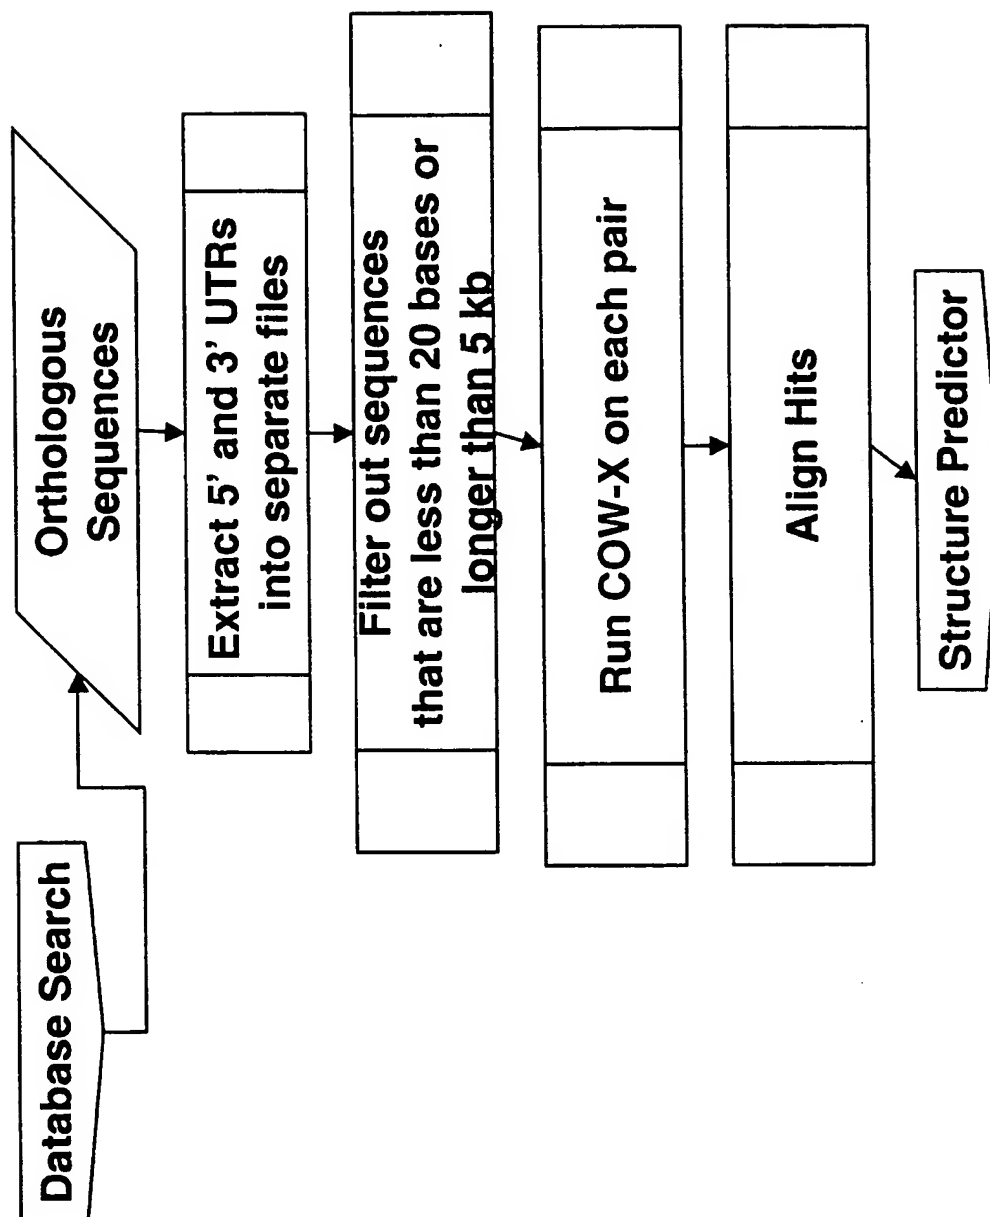 Database Search
Orthologous
Sequences
Extract 5' and 3' UTRs
into separate files
Filter out sequences
that are less than 20 bases or
longer than 5 kb
Run COW-X on each pair
Align Hits
Structure Predictor